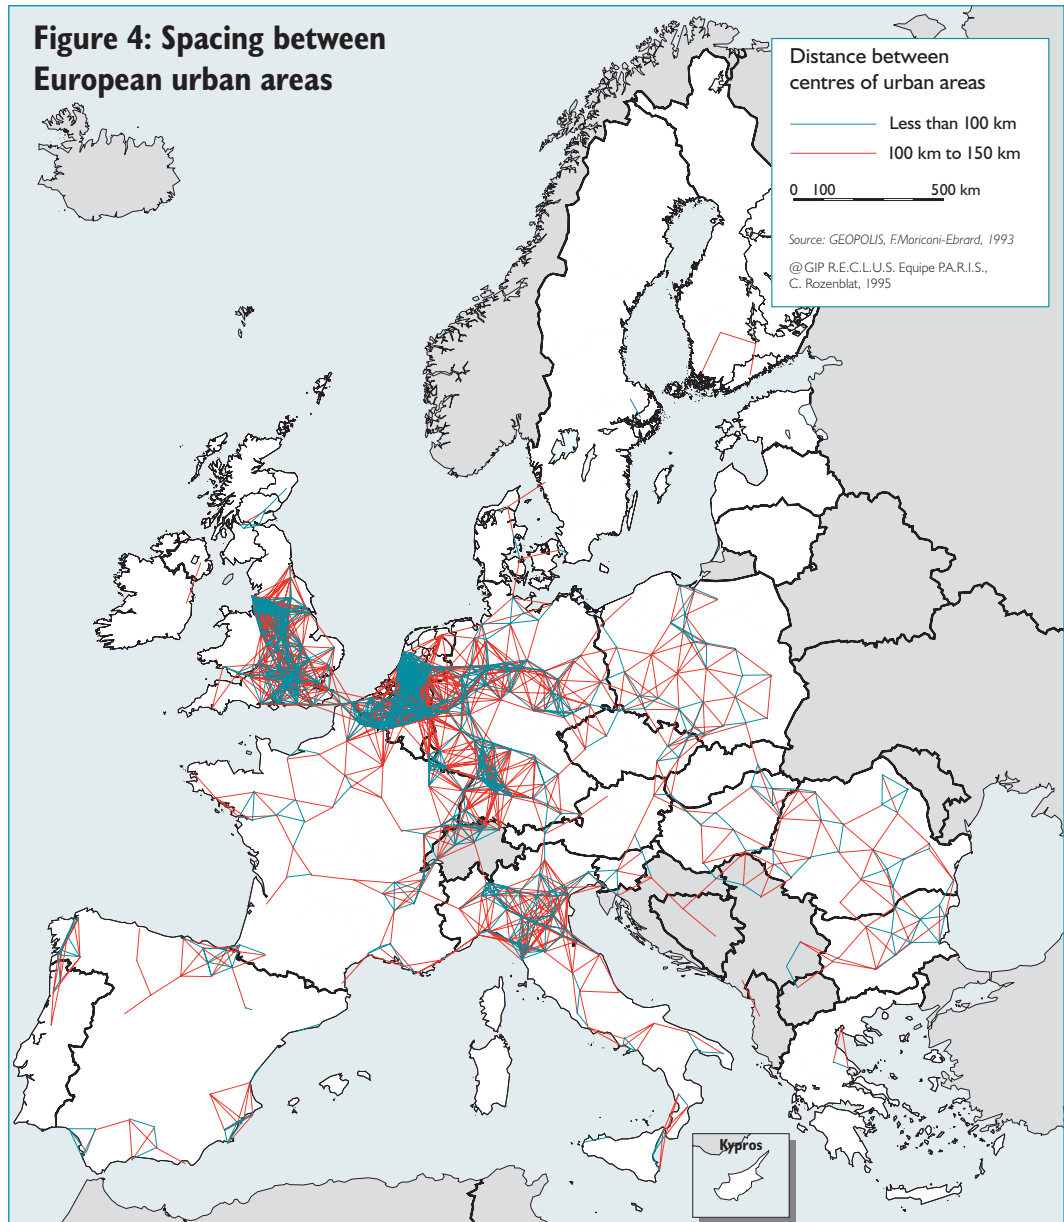 Figure 4: Spacing between
European urban areas
Distance between
centres of urban areas
Less than 100 km
100 km to 150 km
0 100 500 km
Source: GEOPOLIS, F.Moriconi-Ebrard, 1993
@ GIP R.E.C.L.U.S. Equipe P.A.R.I.S.,
C. Rozenblat, 1995
Kypros